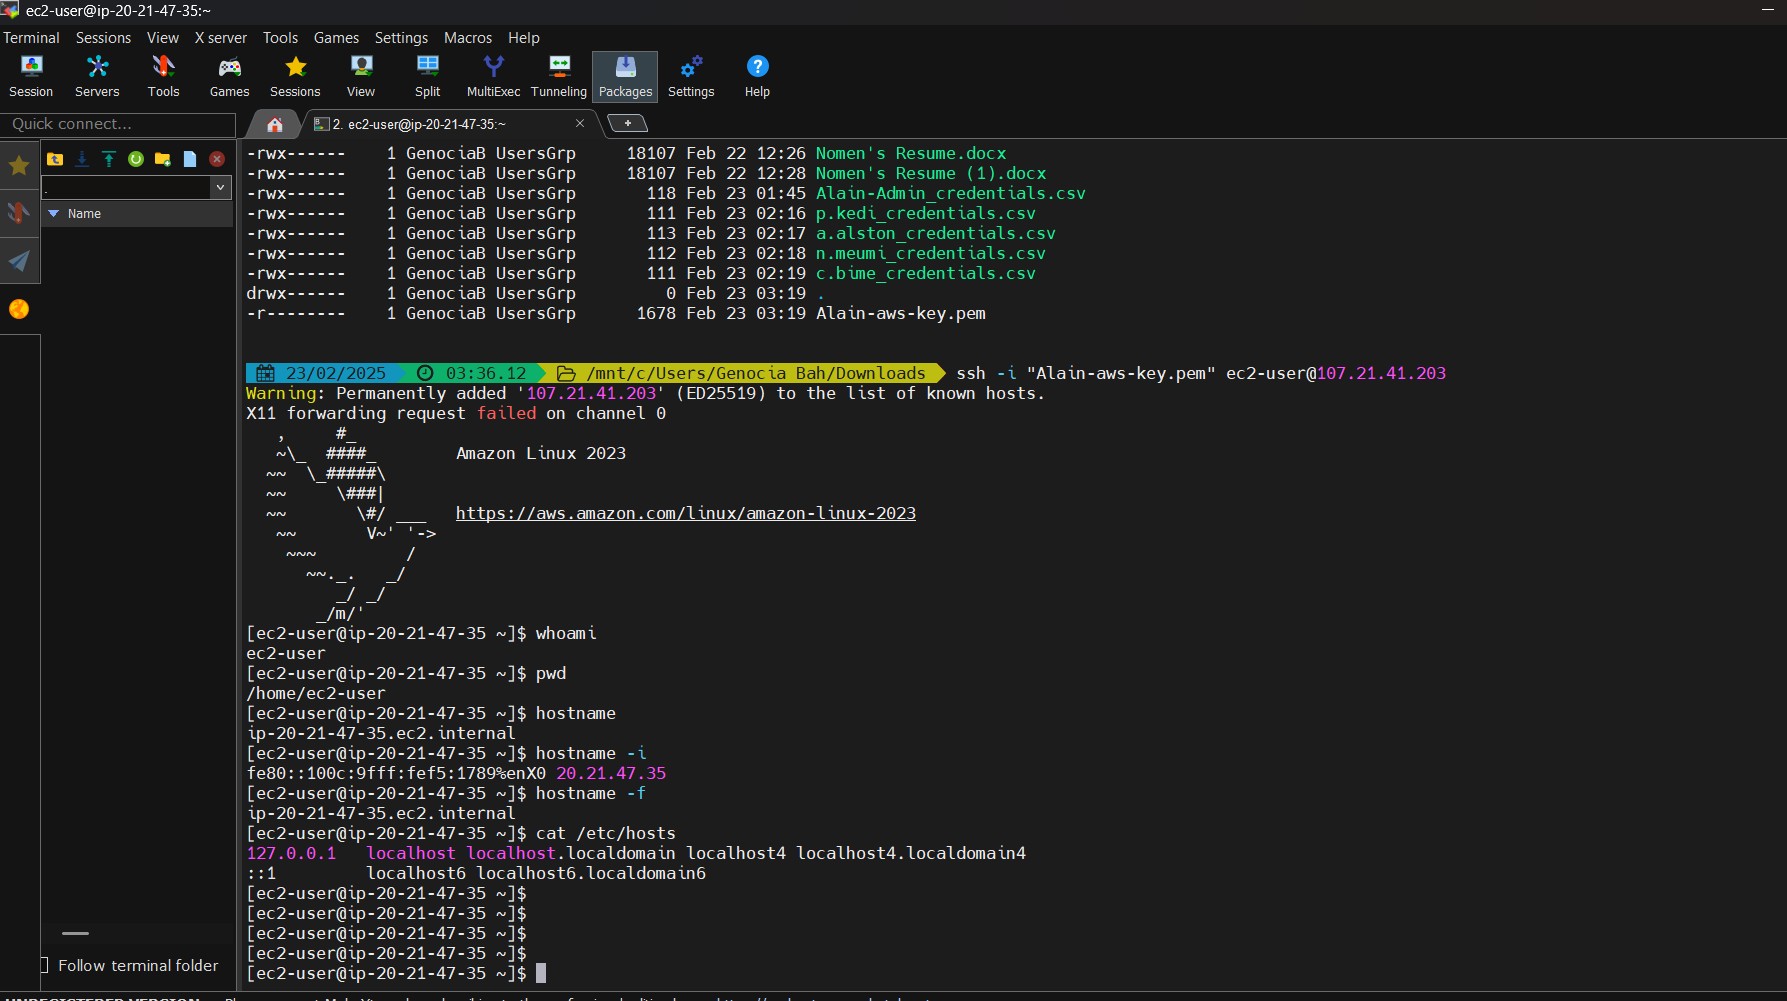 ec2-user@ip-20-21-47-35:~
Terminal Sessions View X server Tools Games Settings Macros Help
Session Servers Tools Games Sessions View Split MultiExec Tunneling Packages Settings Help
Quick connect...
2. ec2-user@ip-20-21-47-35:~
.
Name
-rwx------    1 GenociaB UsersGrp     18107 Feb 22 12:26 Nomen's Resume.docx
-rwx------    1 GenociaB UsersGrp     18107 Feb 22 12:28 Nomen's Resume (1).docx
-rwx------    1 GenociaB UsersGrp       118 Feb 23 01:45 Alain-Admin_credentials.csv
-rwx------    1 GenociaB UsersGrp       111 Feb 23 02:16 p.kedi_credentials.csv
-rwx------    1 GenociaB UsersGrp       113 Feb 23 02:17 a.alston_credentials.csv
-rwx------    1 GenociaB UsersGrp       112 Feb 23 02:18 n.meumi_credentials.csv
-rwx------    1 GenociaB UsersGrp       111 Feb 23 02:19 c.bime_credentials.csv
drwx------    1 GenociaB UsersGrp         0 Feb 23 03:19 .
-r--------    1 GenociaB UsersGrp      1678 Feb 23 03:19 Alain-aws-key.pem
23/02/2025 03:36.12 /mnt/c/Users/Genocia Bah/Downloads ssh -i "Alain-aws-key.pem" ec2-user@107.21.41.203
Warning: Permanently added '107.21.41.203' (ED25519) to the list of known hosts.
X11 forwarding request failed on channel 0
   ,     #_
   ~\_  ####_        Amazon Linux 2023
  ~~  \_#####\
  ~~     \###|
  ~~       \#/ ___   https://aws.amazon.com/linux/amazon-linux-2023
   ~~       V~' '->
    ~~~         /
      ~~._.   _/
         _/ _/
       _/m/'
[ec2-user@ip-20-21-47-35 ~]$ whoami
ec2-user
[ec2-user@ip-20-21-47-35 ~]$ pwd
/home/ec2-user
[ec2-user@ip-20-21-47-35 ~]$ hostname
ip-20-21-47-35.ec2.internal
[ec2-user@ip-20-21-47-35 ~]$ hostname -i
fe80::100c:9fff:fef5:1789%enX0 20.21.47.35
[ec2-user@ip-20-21-47-35 ~]$ hostname -f
ip-20-21-47-35.ec2.internal
[ec2-user@ip-20-21-47-35 ~]$ cat /etc/hosts
127.0.0.1   localhost localhost.localdomain localhost4 localhost4.localdomain4
::1         localhost6 localhost6.localdomain6
[ec2-user@ip-20-21-47-35 ~]$
[ec2-user@ip-20-21-47-35 ~]$
[ec2-user@ip-20-21-47-35 ~]$
[ec2-user@ip-20-21-47-35 ~]$
[ec2-user@ip-20-21-47-35 ~]$
Follow terminal folder